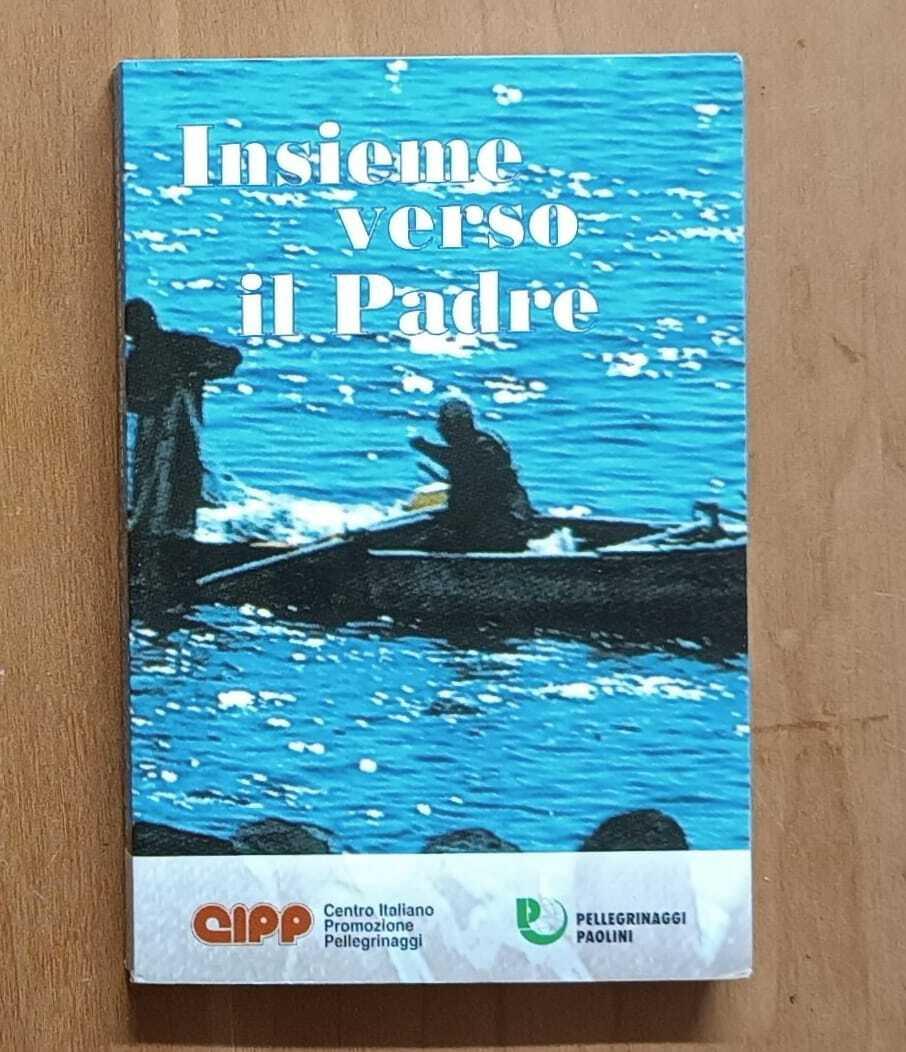 Insieme
verso
il Padre
CIPP
Centro Italiano
Promozione
Pellegrinaggi
P
PELLEGRINAGGI
PAOLINI